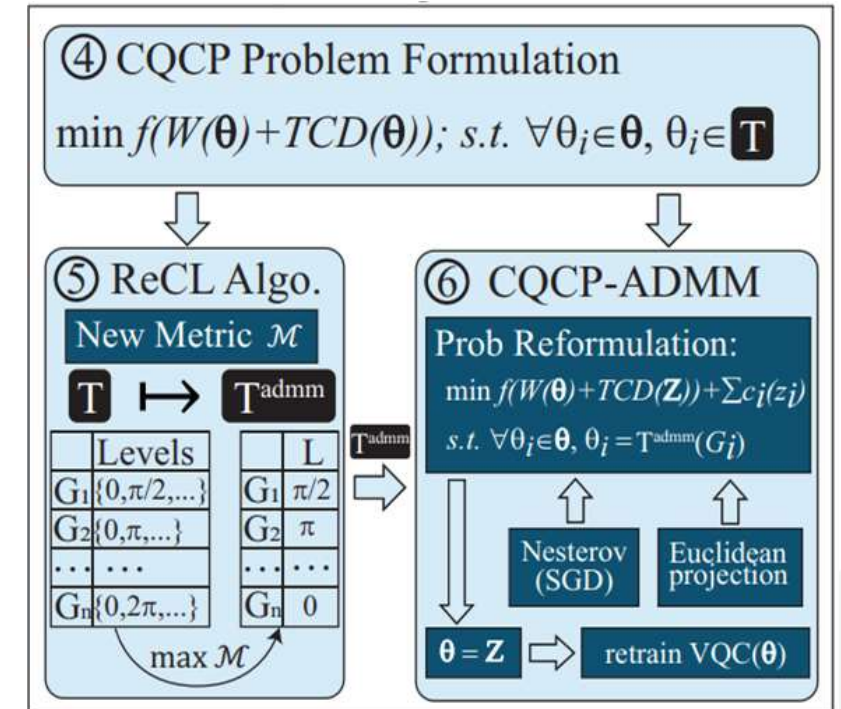 ④ CQCP Problem Formulation
min f(W(θ)+TCD(θ)); s.t. ∀θi∈θ, θi∈ T
⑤ ReCL Algo.
New Metric ℳ
T ↦ Tadmm
Levels
G1 {0,π/2,...}
G2 {0,π,...}
... ...
Gn {0,2π,...}
L
G1 π/2
G2 π
... ...
Gn 0
max ℳ
Tadmm
⑥ CQCP-ADMM
Prob Reformulation:
min f(W(θ)+TCD(Z))+∑ci(zi)
s.t. ∀θi∈θ, θi = Tadmm(Gi)
Nesterov
(SGD)
Euclidean
projection
θ = Z
retrain VQC(θ)